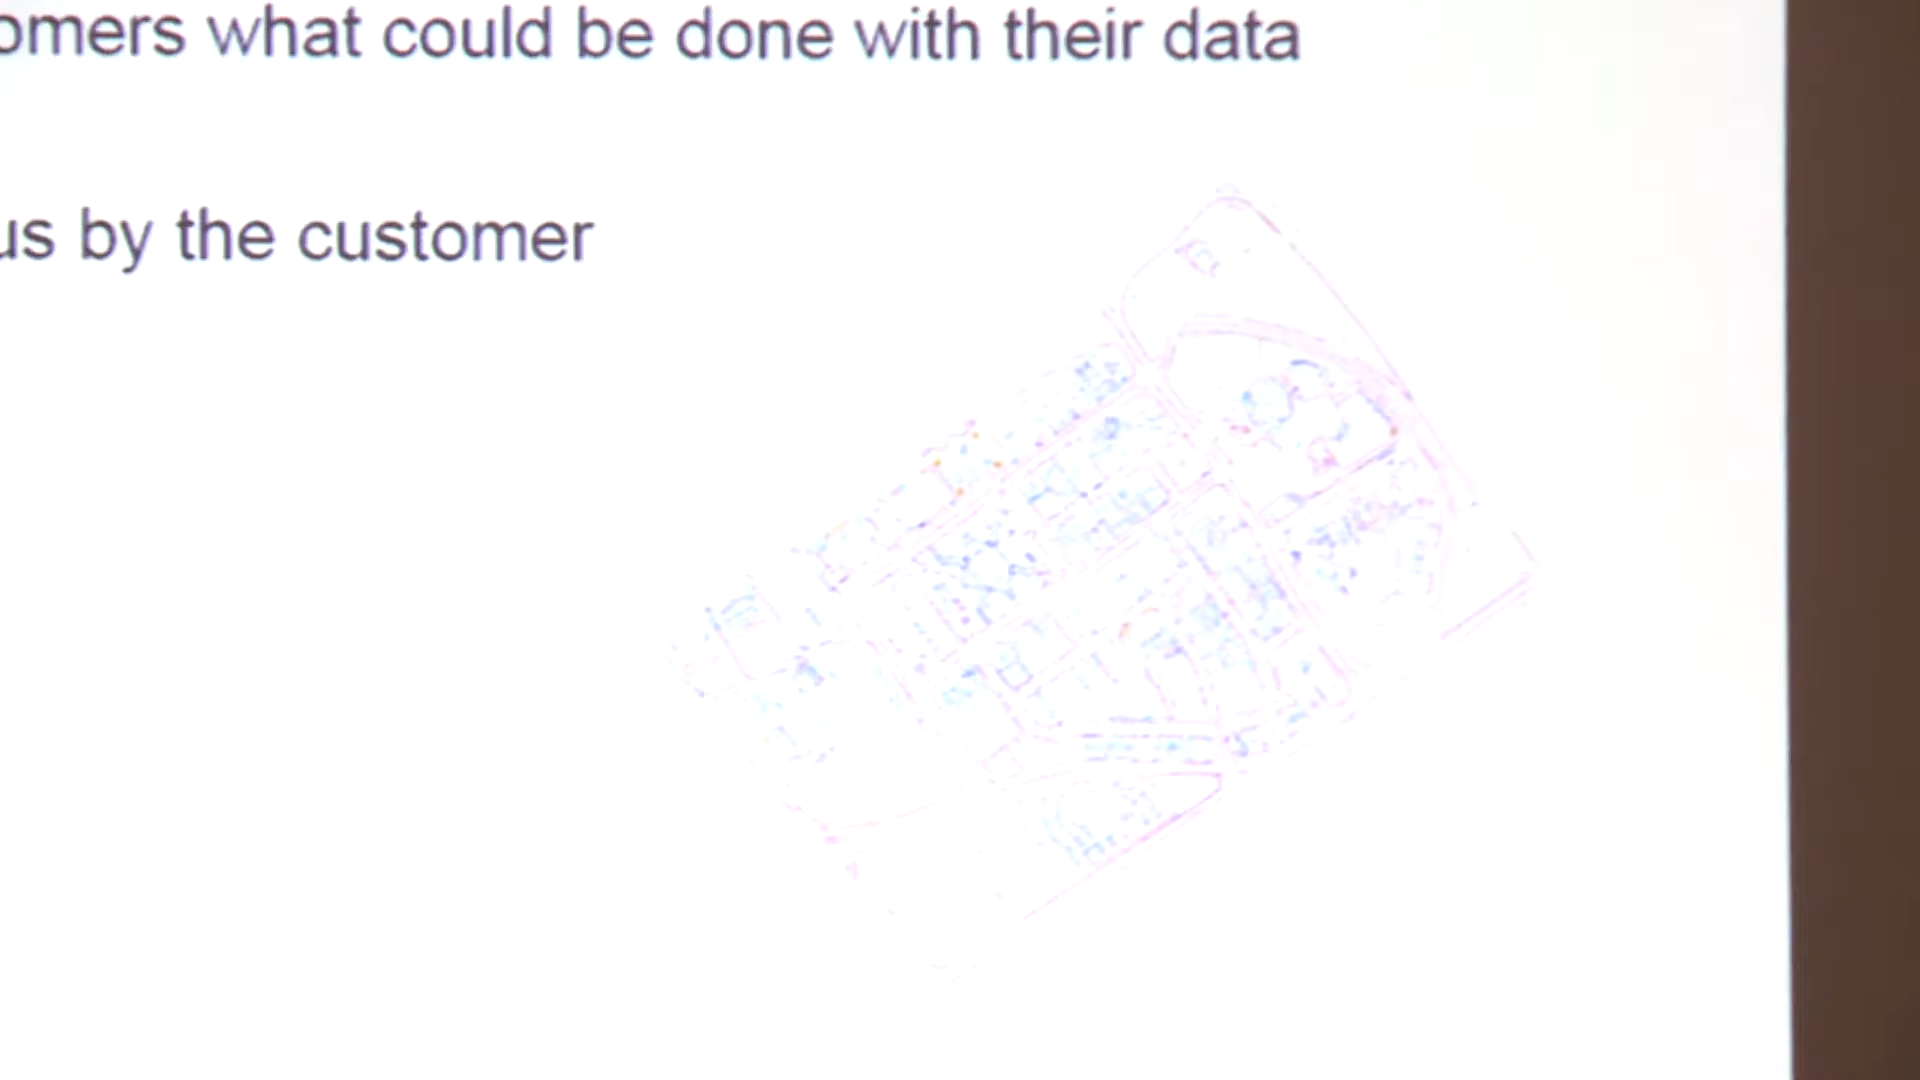 omers what could be done with their data
us by the customer